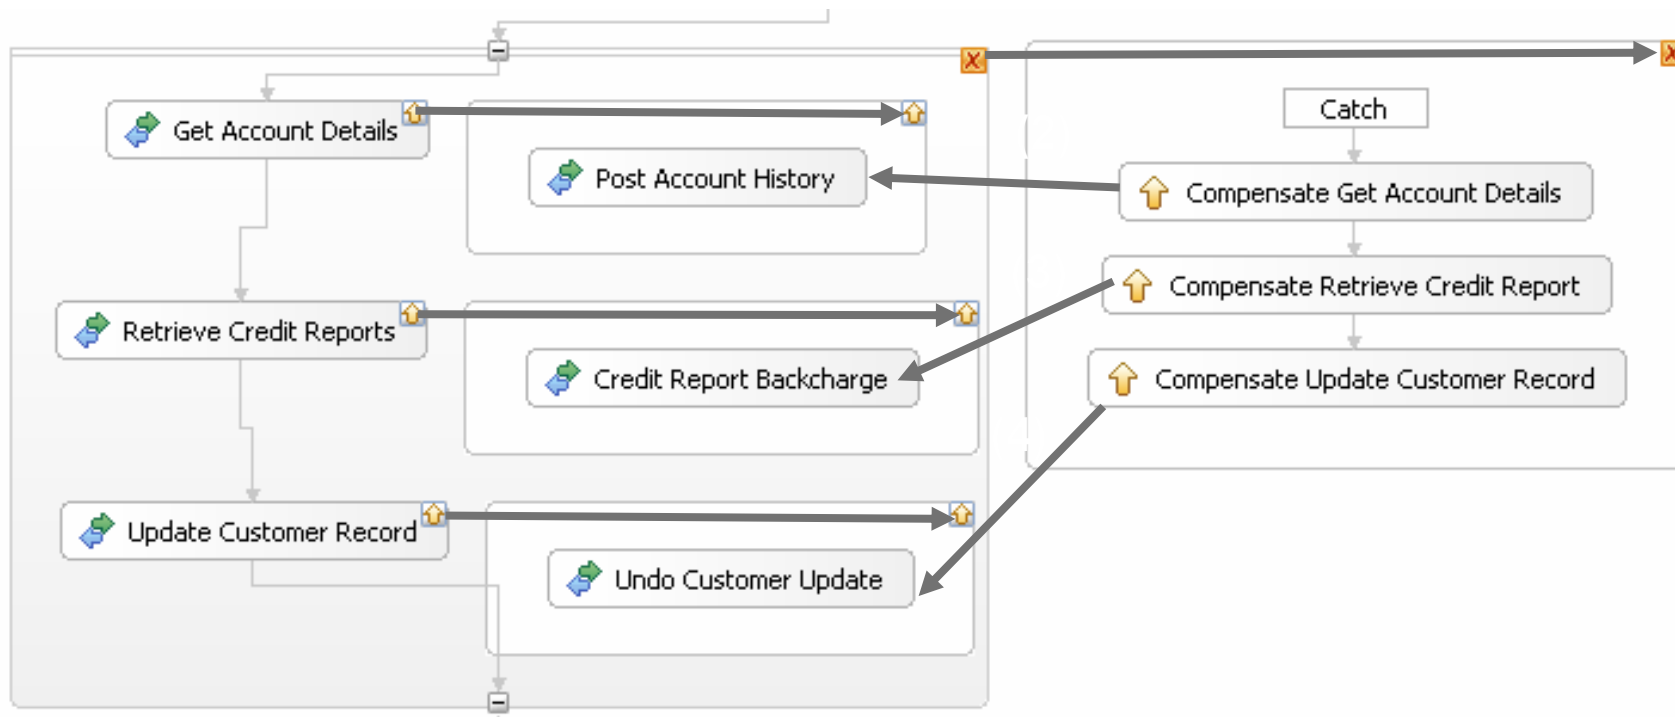 Get Account Details
Post Account History
Catch
Compensate Get Account Details
Retrieve Credit Reports
Credit Report Backcharge
Compensate Retrieve Credit Report
Compensate Update Customer Record
Update Customer Record
Undo Customer Update